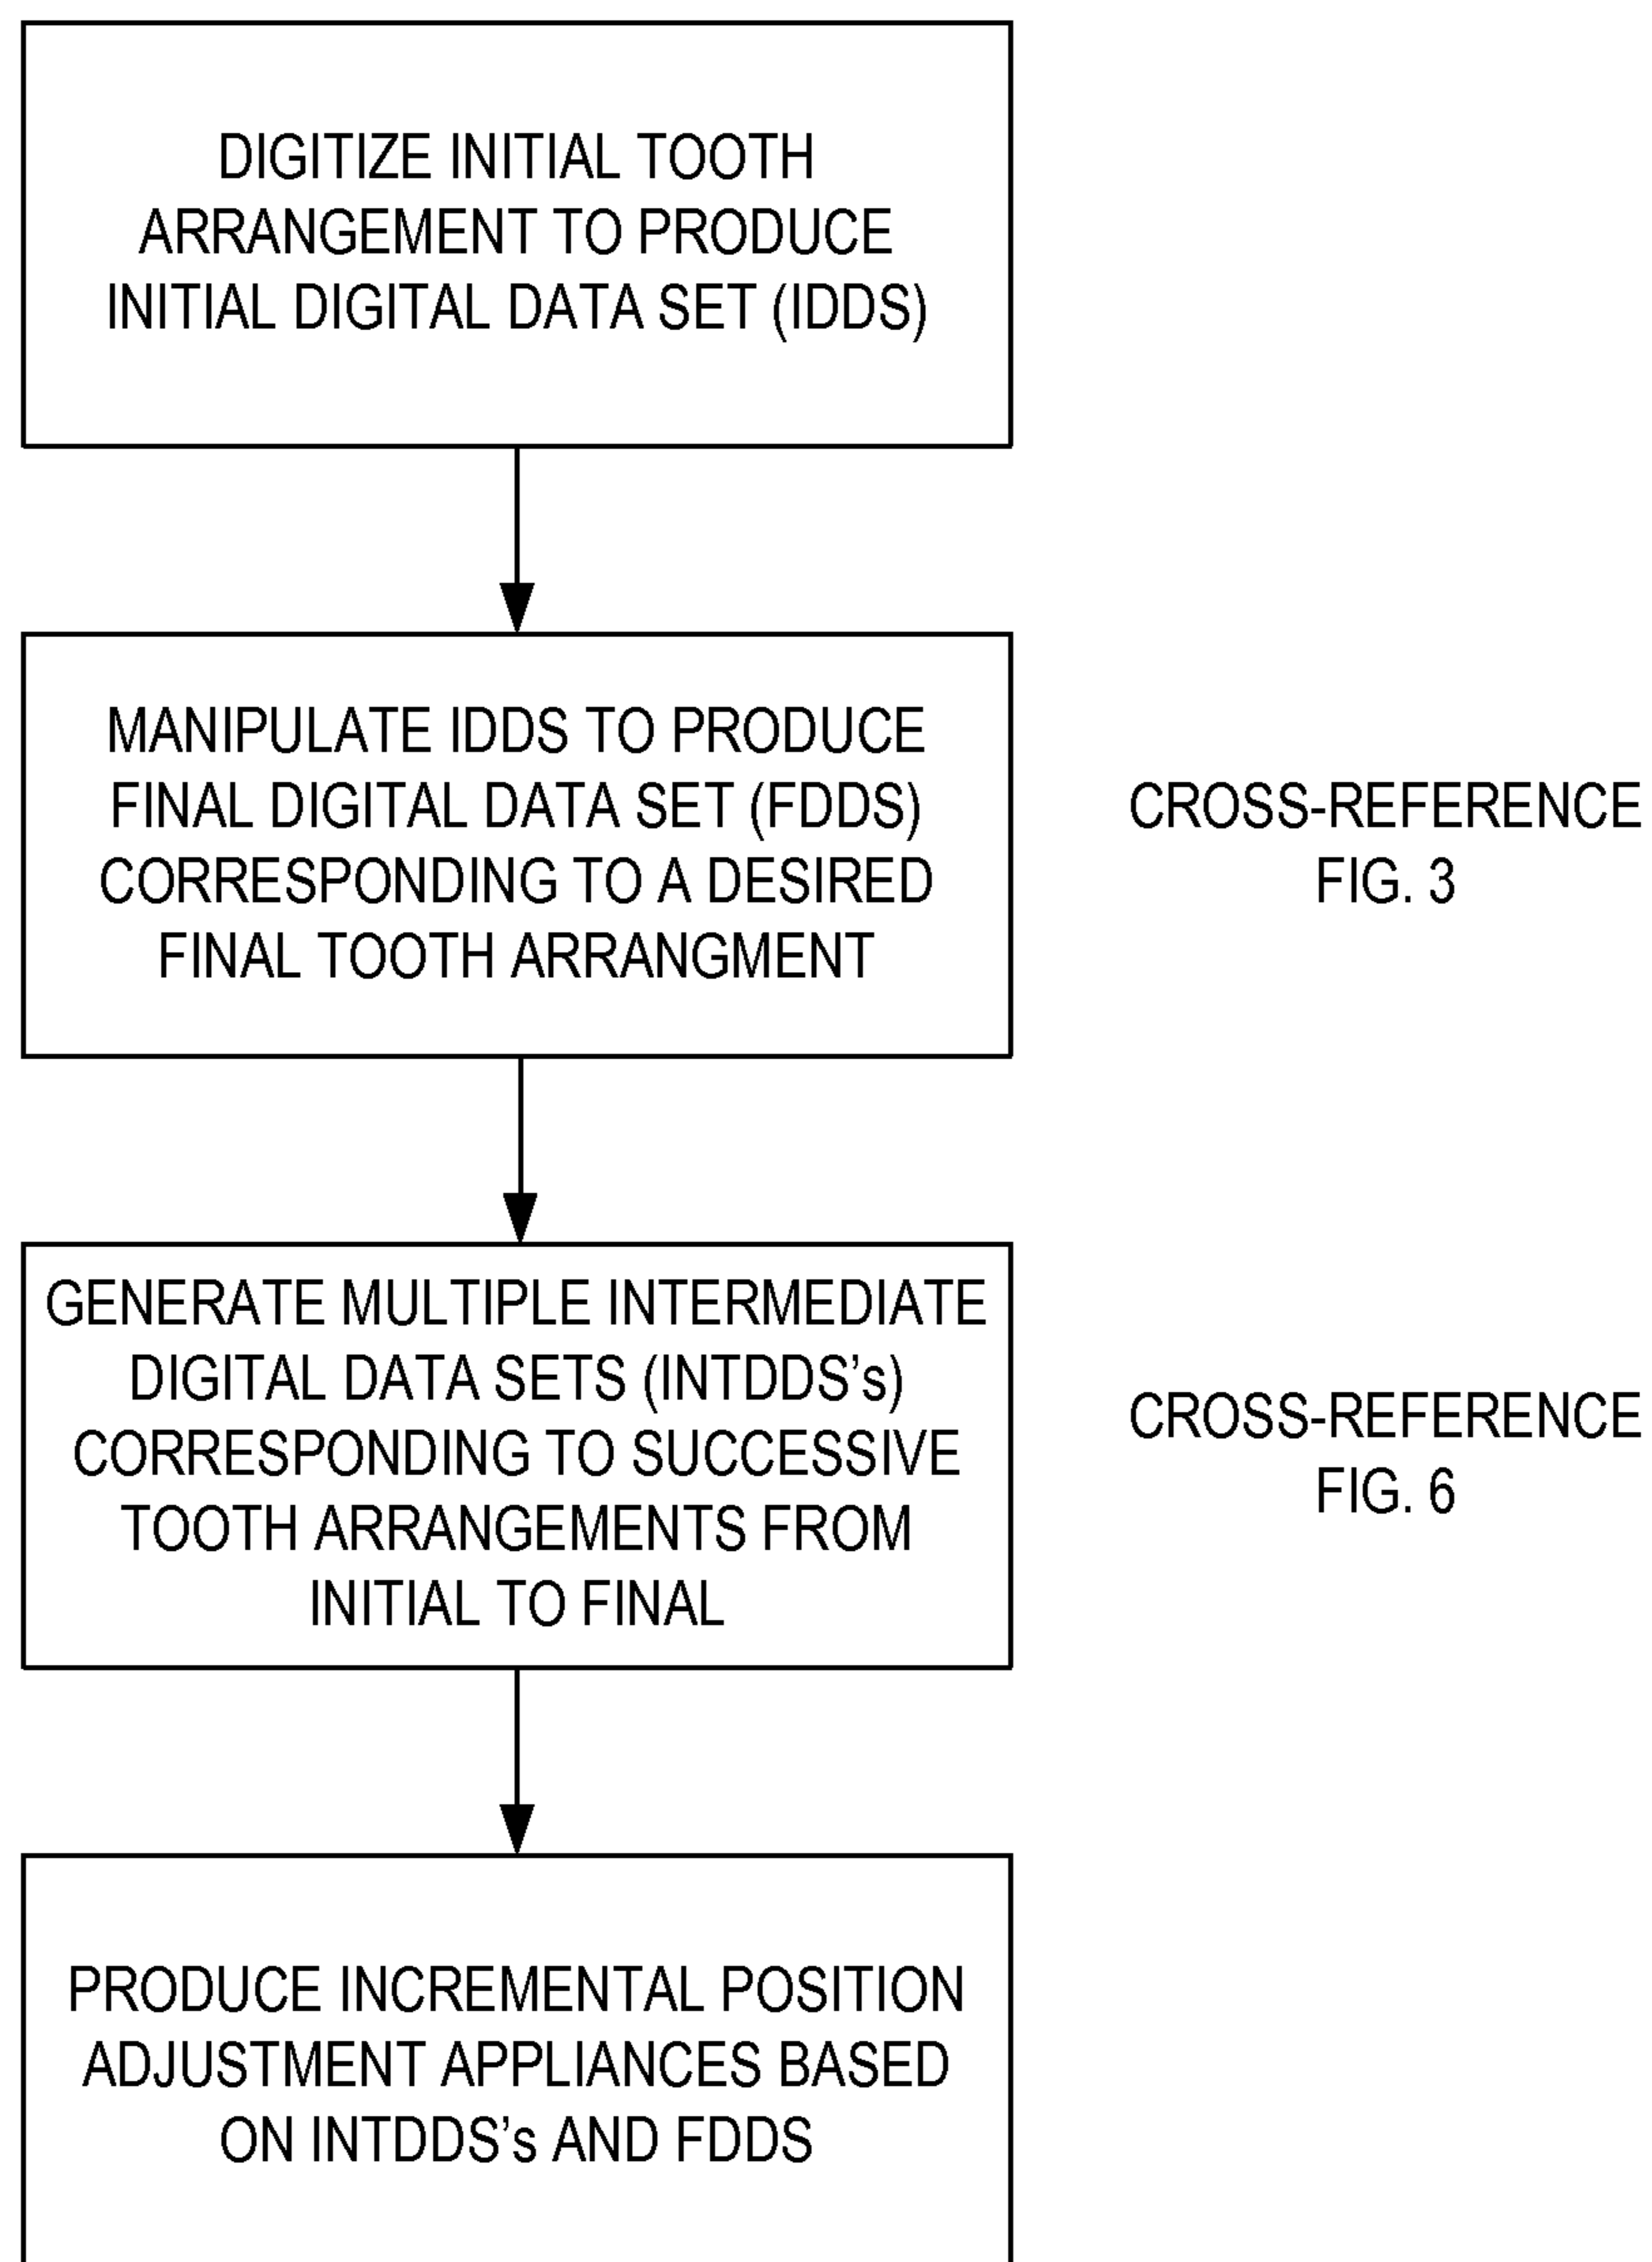 DIGITIZE INITIAL TOOTH
ARRANGEMENT TO PRODUCE
INITIAL DIGITAL DATA SET (IDDS)
MANIPULATE IDDS TO PRODUCE
FINAL DIGITAL DATA SET (FDDS)
CORRESPONDING TO A DESIRED
FINAL TOOTH ARRANGMENT
CROSS-REFERENCE
FIG. 3
GENERATE MULTIPLE INTERMEDIATE
DIGITAL DATA SETS (INTDDS’s)
CORRESPONDING TO SUCCESSIVE
TOOTH ARRANGEMENTS FROM
INITIAL TO FINAL
CROSS-REFERENCE
FIG. 6
PRODUCE INCREMENTAL POSITION
ADJUSTMENT APPLIANCES BASED
ON INTDDS’s AND FDDS